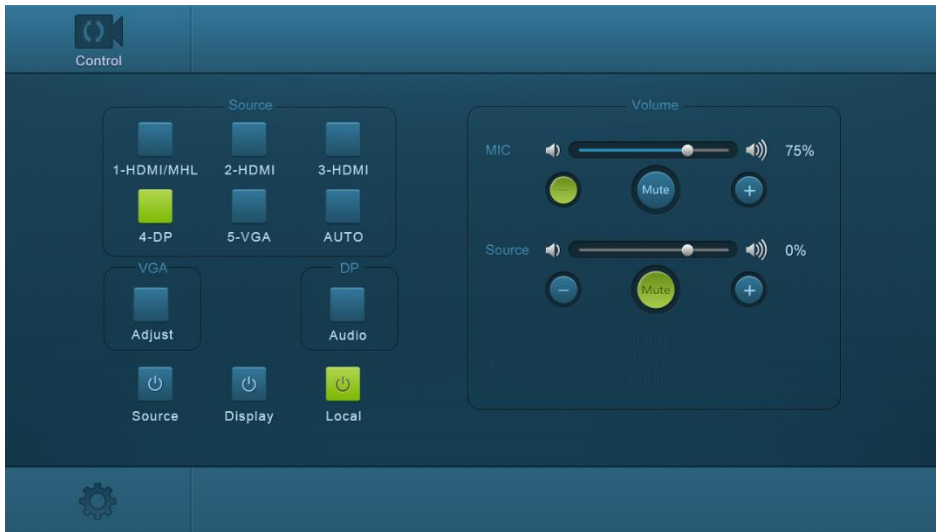 Control
Source
1-HDMI/MHL 2-HDMI 3-HDMI
4-DP 5-VGA AUTO
VGA
Adjust
DP
Audio
Source Display Local
Volume
MIC 75%
− Mute +
Source 0%
− Mute +